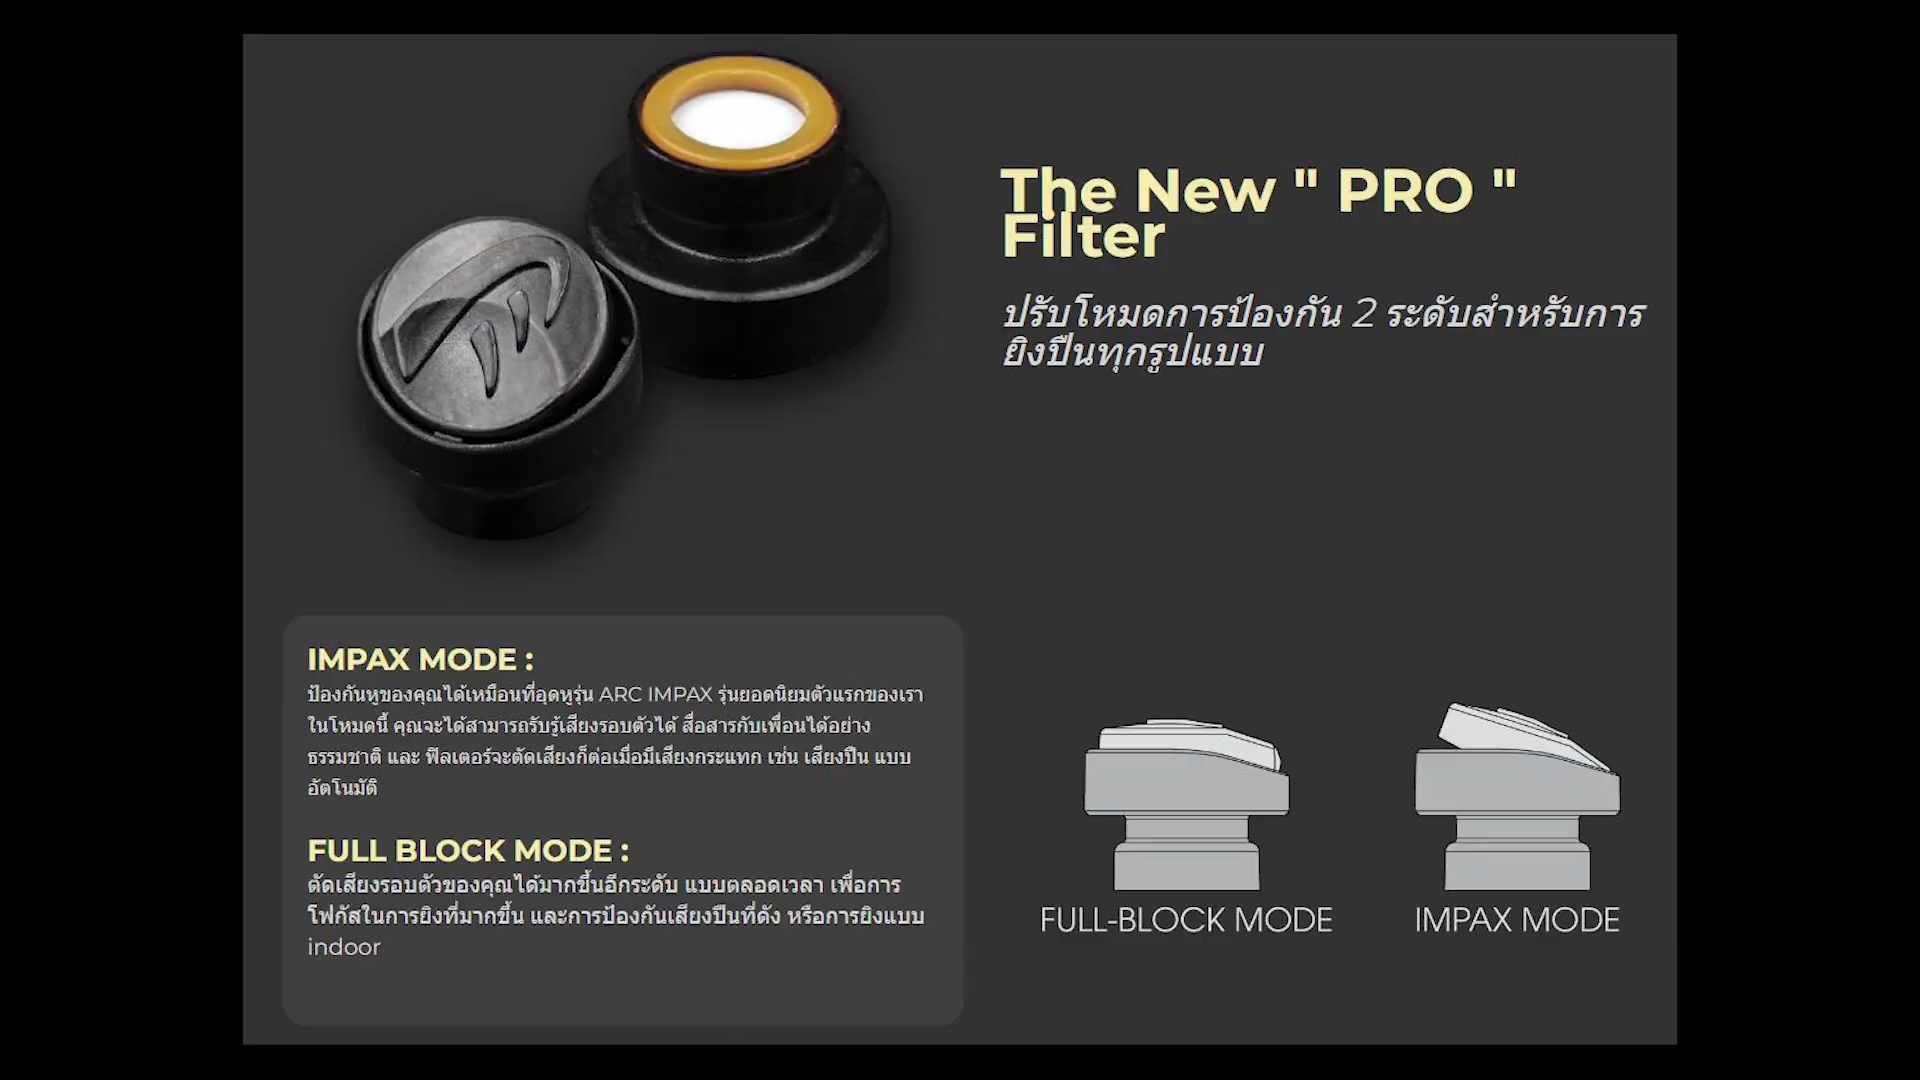 The New " PRO "
Filter
ปรับโหมดการป้องกัน 2 ระดับสำหรับการ
ยิงปืนทุกรูปแบบ
IMPAX MODE :
ป้องกันหูของคุณได้เหมือนที่อุดหูรุ่น ARC IMPAX รุ่นยอดนิยมตัวแรกของเรา
ในโหมดนี้ คุณจะได้สามารถรับรู้เสียงรอบตัวได้ สื่อสารกับเพื่อนได้อย่าง
ธรรมชาติ และ ฟิลเตอร์จะตัดเสียงก็ต่อเมื่อมีเสียงกระแทก เช่น เสียงปืน แบบ
อัตโนมัติ
FULL BLOCK MODE :
ตัดเสียงรอบตัวของคุณได้มากขึ้นอีกระดับ แบบตลอดเวลา เพื่อการ
โฟกัสในการยิงที่มากขึ้น และการป้องกันเสียงปืนที่ดัง หรือการยิงแบบ
indoor
FULL-BLOCK MODE
IMPAX MODE